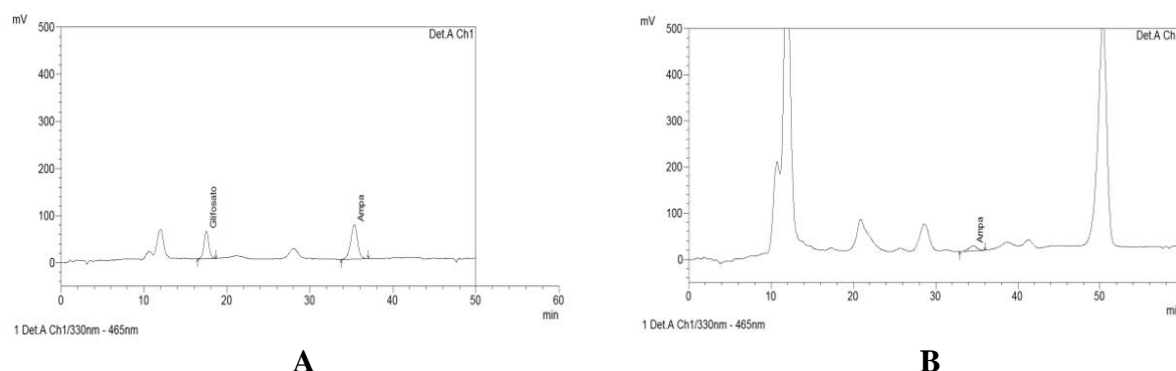 mV
500
400
300
200
100
0
Det.A Ch1
Glifosato
Ampa
0 10 20 30 40 50 60
min
1 Det.A Ch1/330nm - 465nm
A
mV
500
400
300
200
100
0
Det.A Ch
Ampa
0 10 20 30 40 50
mi
1 Det.A Ch1/330nm - 465nm
B